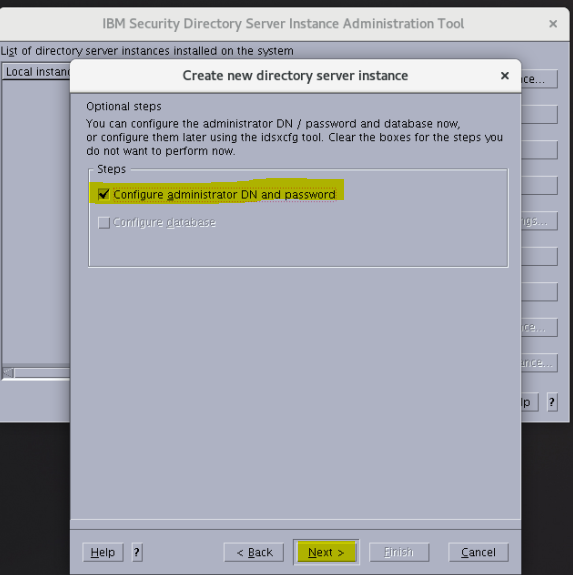 IBM Security Directory Server Instance Administration Tool ×
List of directory server instances installed on the system
Local instanc
Create new directory server instance ×
ce...
Optional steps
You can configure the administrator DN / password and database now,
or configure them later using the idsxcfg tool. Clear the boxes for the steps you
do not want to perform now.
Steps
Configure administrator DN and password
Configure database
ngs...
ce...
ance...
lp ?
Help ? < Back Next > Finish Cancel